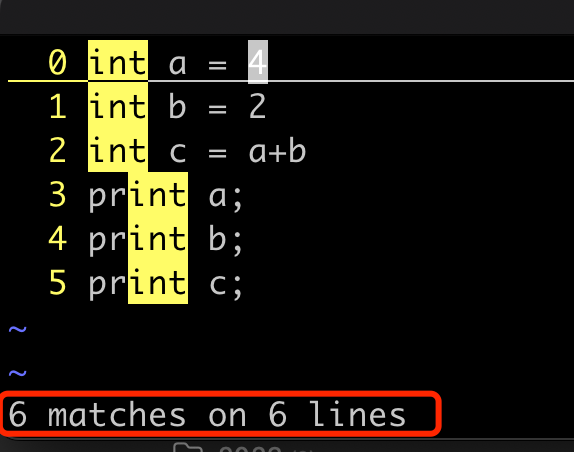 0 int a = 4
1 int b = 2
2 int c = a+b
3 print a;
4 print b;
5 print c;
~
~
6 matches on 6 lines